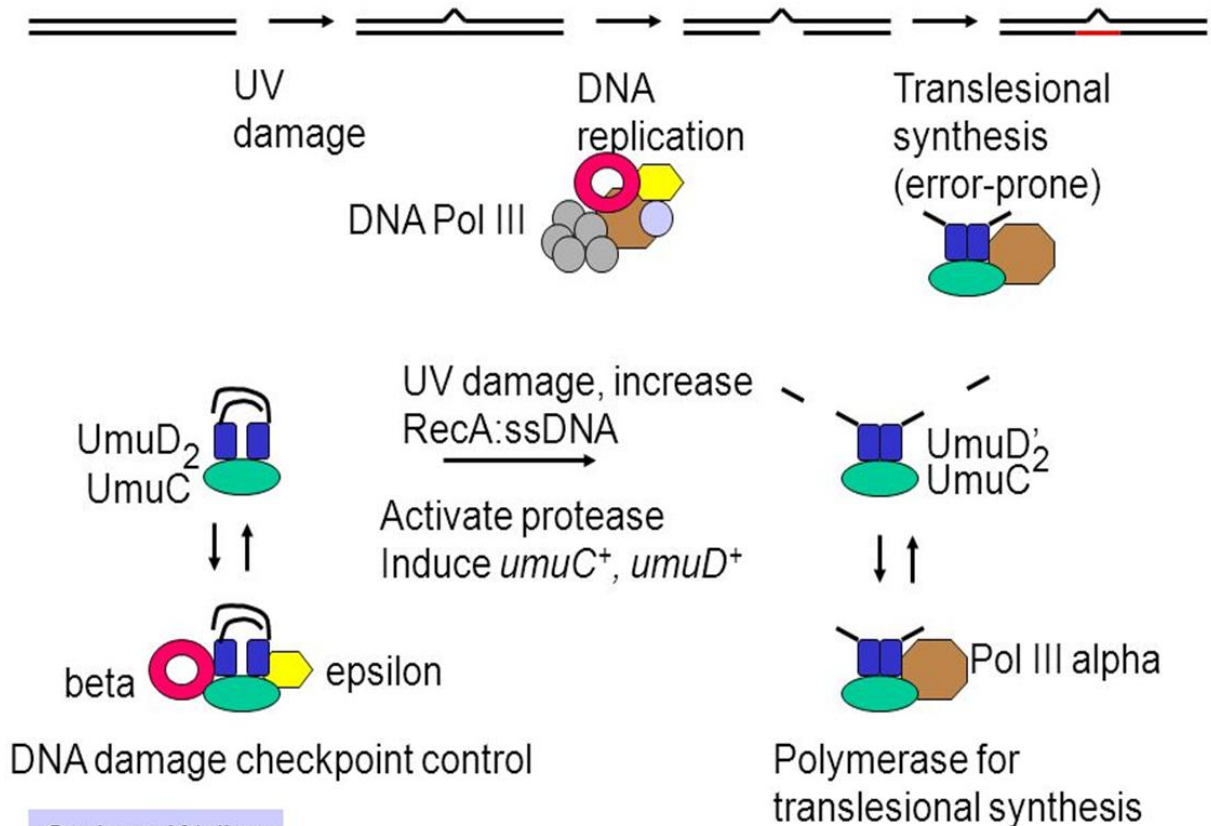 UV
damage
DNA
replication
Translesional
synthesis
(error-prone)
DNA Pol III
UV damage, increase
RecA:ssDNA
UmuD2
UmuC
UmuD'2
UmuC
Activate protease
Induce umuC+, umuD+
beta
epsilon
Pol III alpha
DNA damage checkpoint control
Polymerase for
translesional synthesis